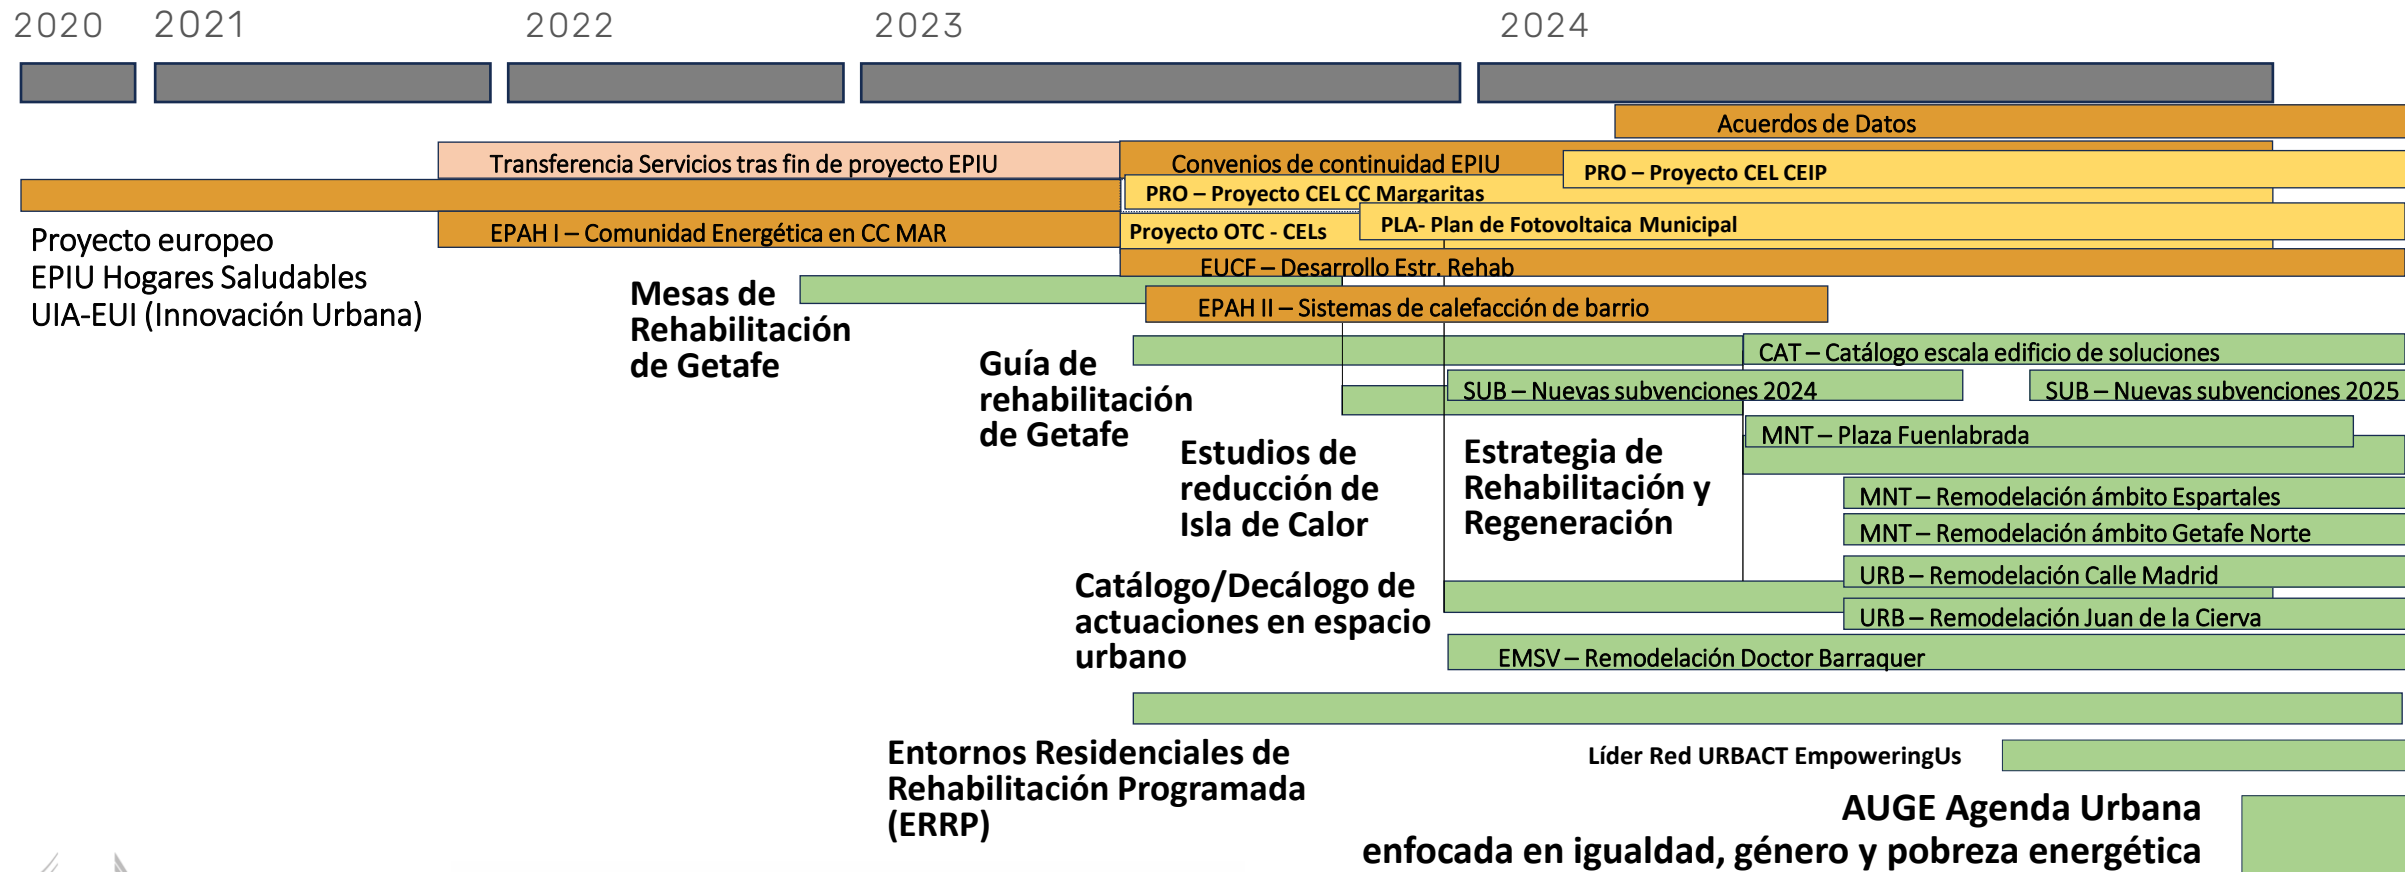 2020 2021 2022 2023 2024
Acuerdos de Datos
Transferencia Servicios tras fin de proyecto EPIU
Convenios de continuidad EPIU
PRO – Proyecto CEL CEIP
PRO – Proyecto CEL CC Margaritas
EPAH I – Comunidad Energética en CC MAR
Proyecto OTC - CELs
PLA- Plan de Fotovoltaica Municipal
Proyecto europeo
EPIU Hogares Saludables
UIA-EUI (Innovación Urbana)
EUCF – Desarrollo Estr. Rehab
Mesas de
Rehabilitación
de Getafe
EPAH II – Sistemas de calefacción de barrio
Guía de
rehabilitación
de Getafe
CAT – Catálogo escala edificio de soluciones
SUB – Nuevas subvenciones 2024
SUB – Nuevas subvenciones 2025
MNT – Plaza Fuenlabrada
Estudios de
reducción de
Isla de Calor
Estrategia de
Rehabilitación y
Regeneración
MNT – Remodelación ámbito Espartales
MNT – Remodelación ámbito Getafe Norte
URB – Remodelación Calle Madrid
URB – Remodelación Juan de la Cierva
Catálogo/Decálogo de
actuaciones en espacio
urbano
EMSV – Remodelación Doctor Barraquer
Entornos Residenciales de
Rehabilitación Programada
(ERRP)
Líder Red URBACT EmpoweringUs
AUGE Agenda Urbana
enfocada en igualdad, género y pobreza energética